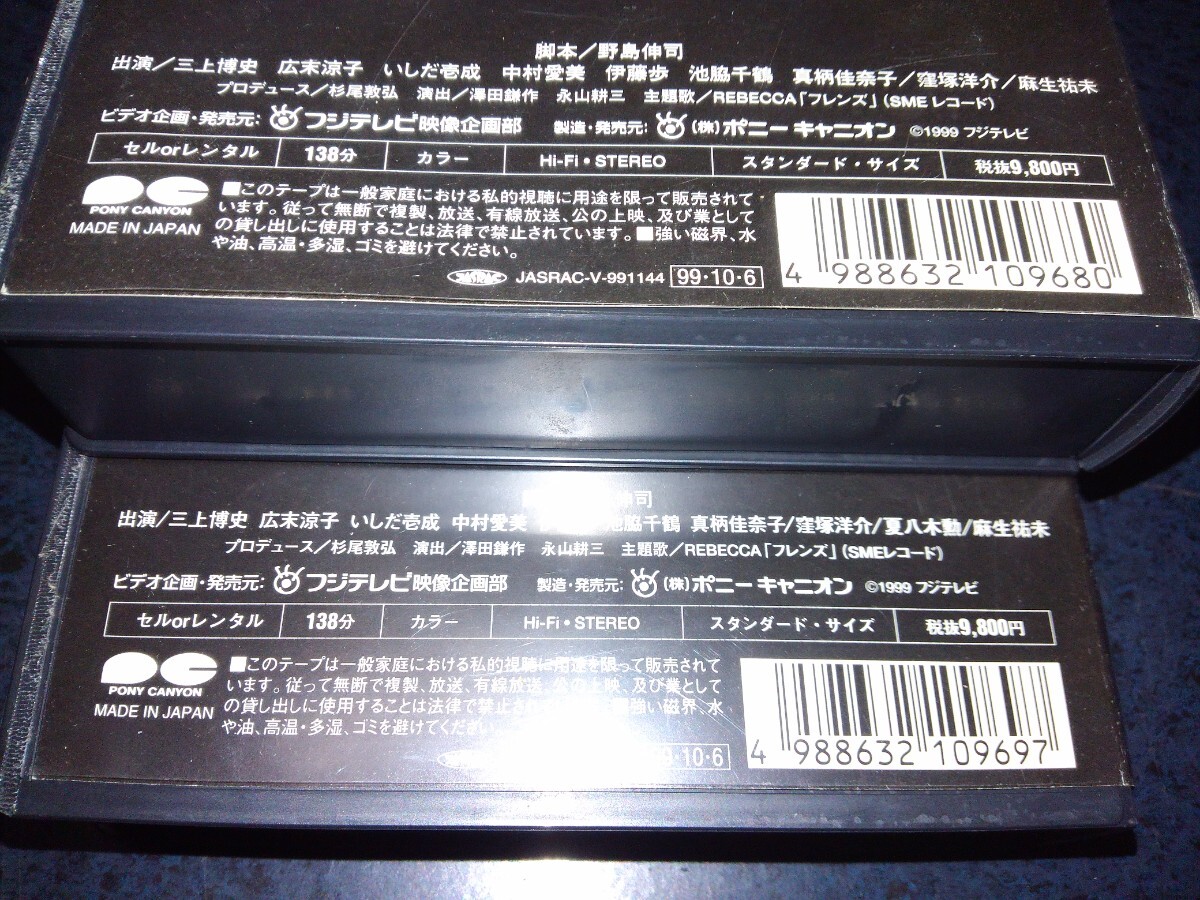 脚本/野島伸司
出演/三上博史 広末涼子 いしだ壱成 中村愛美 伊藤歩 池脇千鶴 真柄佳奈子/窪塚洋介/麻生祐未
プロデュース/杉尾敦弘 演出/澤田鎌作 永山耕三 主題歌/REBECCA「フレンズ」(SMEレコード)
ビデオ企画・発売元: フジテレビ映像企画部 製造・発売元: (株)ポニーキャニオン ©1999 フジテレビ
セルorレンタル 138分 カラー Hi-Fi・STEREO スタンダード・サイズ 税抜9,800円
PONY CANYON
MADE IN JAPAN
■このテープは一般家庭における私的視聴に用途を限って販売されて
います。従って無断で複製、放送、有線放送、公の上映、及び業として
の貸し出しに使用することは法律で禁止されています。■強い磁界、水
や油、高温・多湿、ゴミを避けてください。
JASRAC JASRAC-V-991144 99・10・6
4 988632 109680
伸司
出演/三上博史 広末涼子 いしだ壱成 中村愛美 池脇千鶴 真柄佳奈子/窪塚洋介/夏八木勲/麻生祐未
プロデュース/杉尾敦弘 演出/澤田鎌作 永山耕三 主題歌/REBECCA「フレンズ」(SMEレコード)
ビデオ企画・発売元: フジテレビ映像企画部 製造・発売元: (株)ポニーキャニオン ©1999 フジテレビ
セルorレンタル 138分 カラー Hi-Fi・STEREO スタンダード・サイズ 税抜9,800円
PONY CANYON
MADE IN JAPAN
■このテープは一般家庭における私的視聴に用途を限って販売されて
います。従って無断で複製、放送、有線放送、公の上映、及び業として
の貸し出しに使用することは法律で禁止され 強い磁界、水
や油、高温・多湿、ゴミを避けてください
・10・6
4 988632 109697